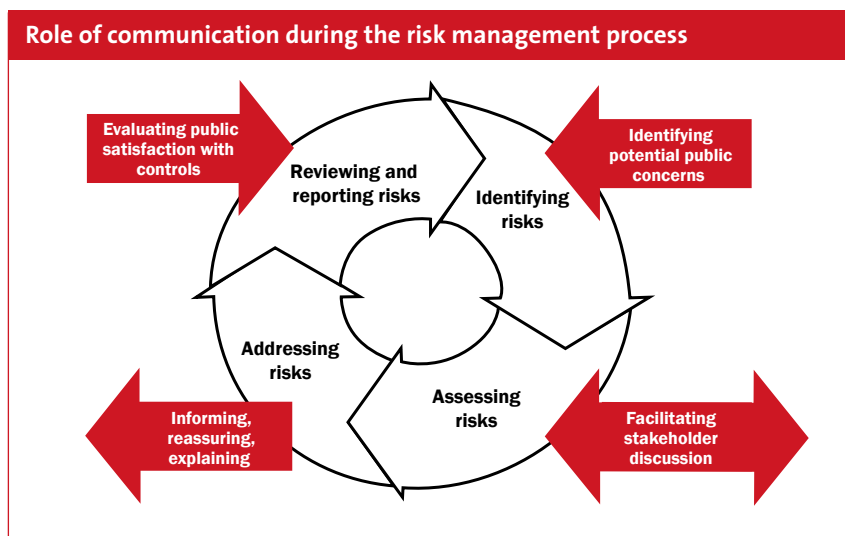 Role of communication during the risk management process
Evaluating public
satisfaction with
controls
Identifying
potential public
concerns
Reviewing and
reporting risks
Identifying
risks
Addressing
risks
Assessing
risks
Informing,
reassuring,
explaining
Facilitating
stakeholder
discussion